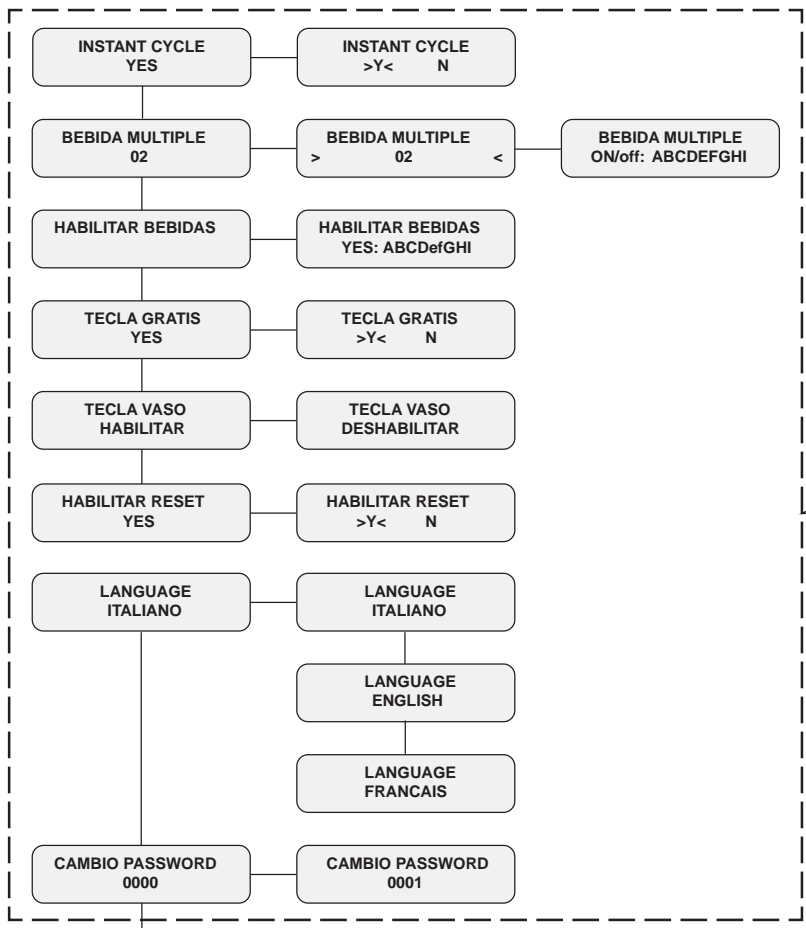 INSTANT CYCLE
YES
INSTANT CYCLE
>Y< N
BEBIDA MULTIPLE
02
BEBIDA MULTIPLE
> 02 <
BEBIDA MULTIPLE
ON/off: ABCDEFGHI
HABILITAR BEBIDAS
HABILITAR BEBIDAS
YES: ABCDefGHI
TECLA GRATIS
YES
TECLA GRATIS
>Y< N
TECLA VASO
HABILITAR
TECLA VASO
DESHABILITAR
HABILITAR RESET
YES
HABILITAR RESET
>Y< N
LANGUAGE
ITALIANO
LANGUAGE
ITALIANO
LANGUAGE
ENGLISH
LANGUAGE
FRANCAIS
CAMBIO PASSWORD
0000
CAMBIO PASSWORD
0001